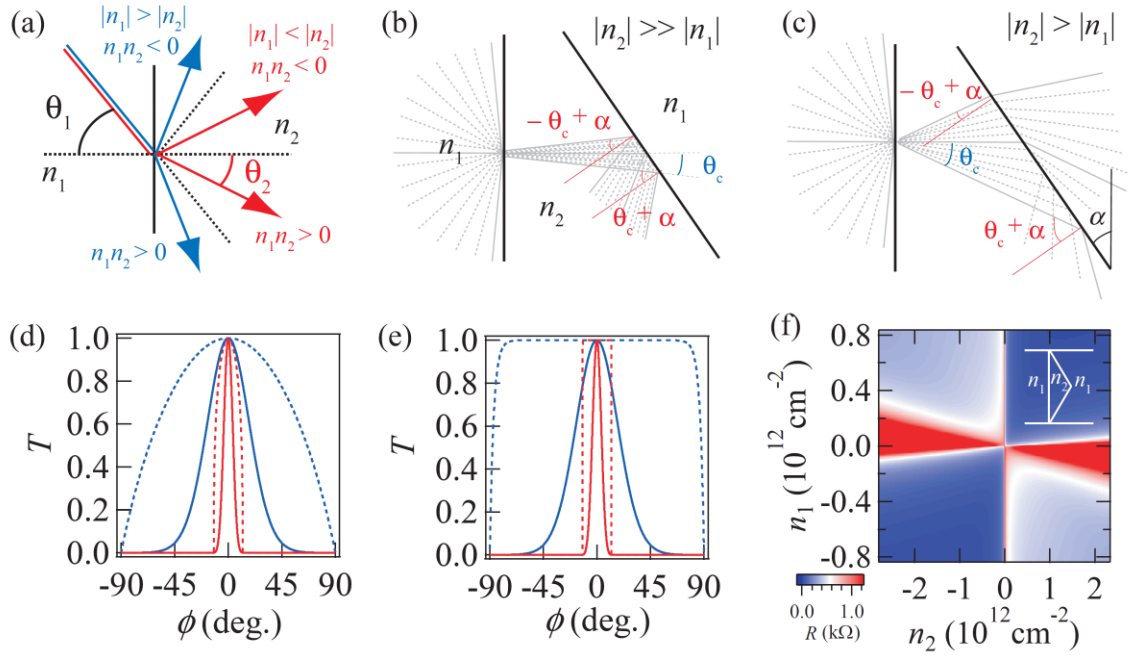 (a)
|n₁| > |n₂|
n₁n₂ < 0
|n₁| < |n₂|
n₁n₂ < 0
θ₁
n₂
n₁
θ₂
n₁n₂ > 0
n₁n₂ > 0
(b)
|n₂| >> |n₁|
n₁
− θc + α
n₁
θc
n₂
θc + α
(c)
|n₂| > |n₁|
− θc + α
θc
θc + α
α
(d)
1.0
0.8
0.6
0.4
0.2
0.0
T
-90 -45 0 45 90
ϕ (deg.)
(e)
1.0
0.8
0.6
0.4
0.2
0.0
T
-90 -45 0 45 90
ϕ (deg.)
(f)
0.8
0.4
0.0
-0.4
-0.8
n₁ (10¹² cm⁻²)
n₁ n₂ n₁
-2 -1 0 1 2
n₂ (10¹² cm⁻²)
0.0 1.0
R (kΩ)